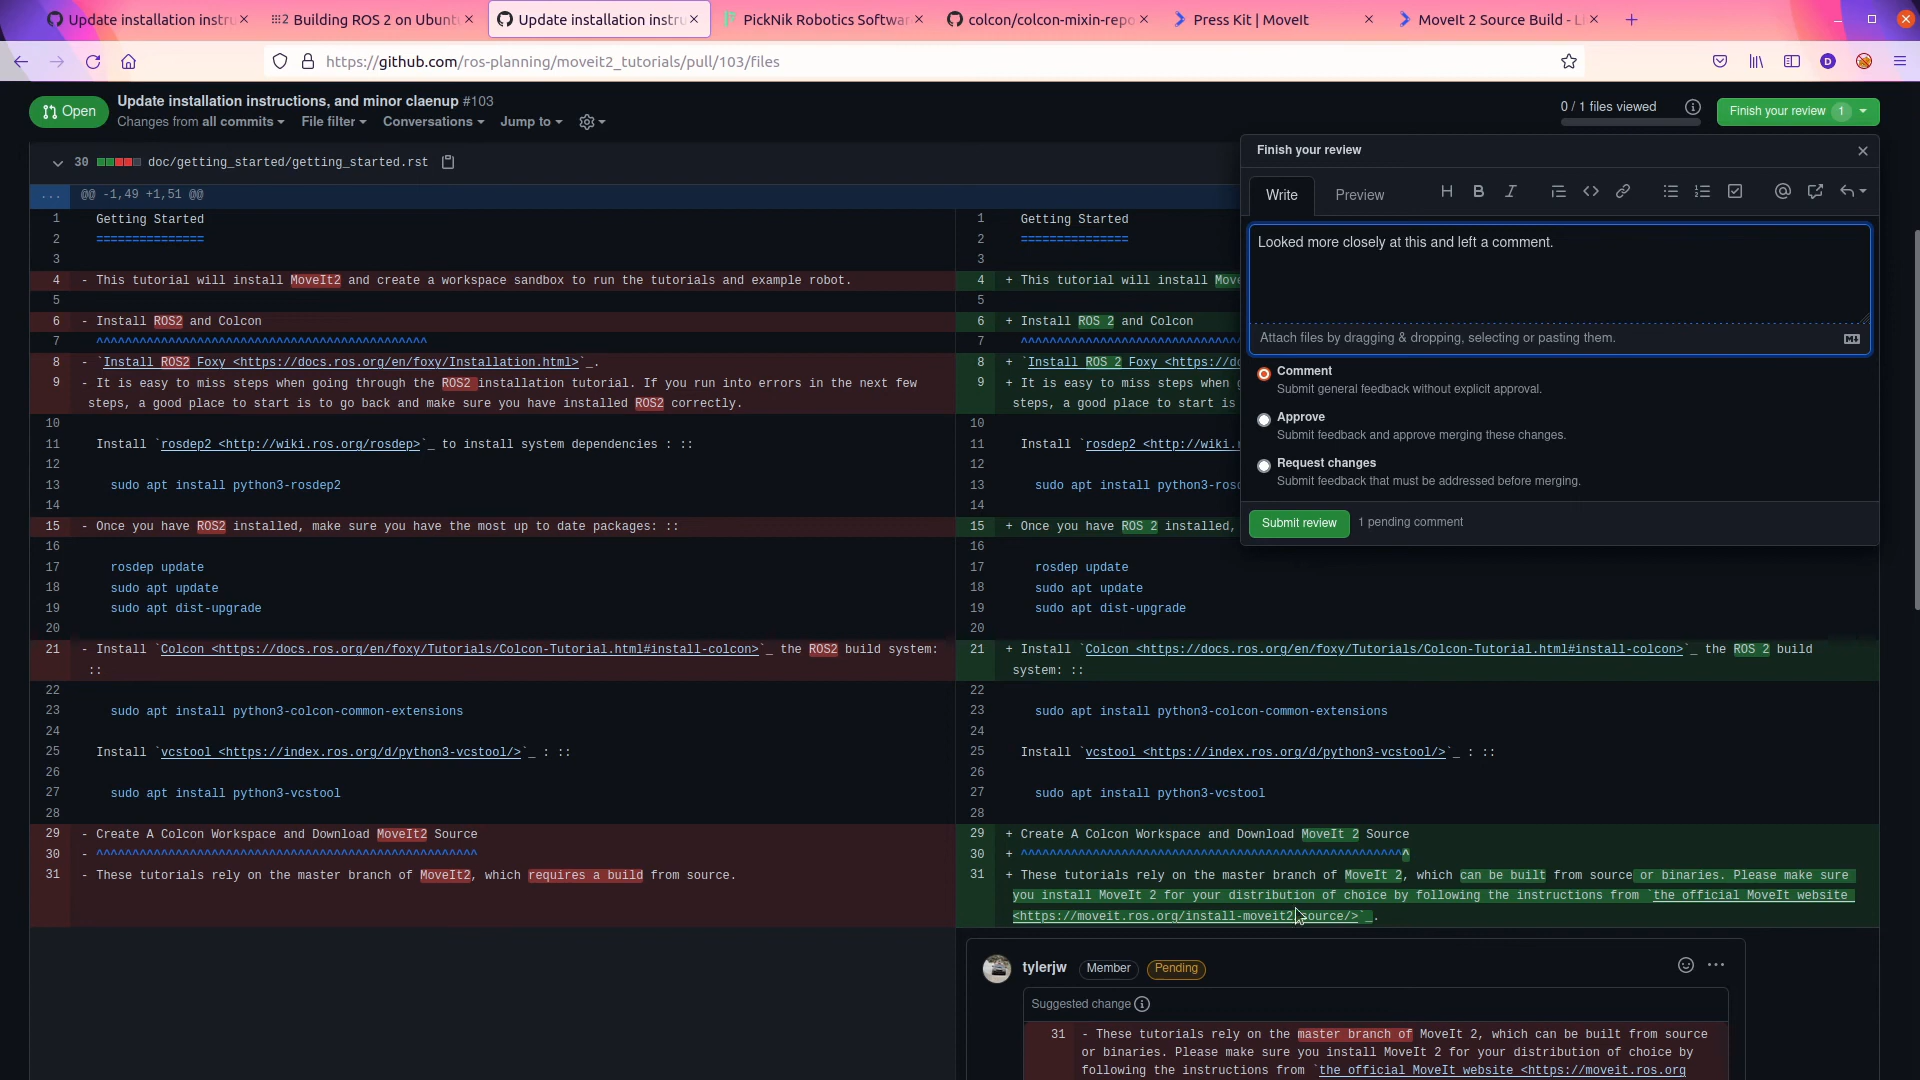 Update installation instru
Building ROS 2 on Ubunt
Update installation instru
PickNik Robotics Softwar
colcon/colcon-mixin-repo
Press Kit | MoveIt
MoveIt 2 Source Build - Li
https://github.com/ros-planning/moveit2_tutorials/pull/103/files
D
Open
Update installation instructions, and minor claenup #103
Changes from all commits
File filter
Conversations
Jump to
0 / 1 files viewed
Finish your review 1
30 doc/getting_started/getting_started.rst
... @@ -1,49 +1,51 @@
1 Getting Started
2 ===============
3
4 - This tutorial will install MoveIt2 and create a workspace sandbox to run the tutorials and example robot.
5
6 - Install ROS2 and Colcon
7 ^^^^^^^^^^^^^^^^^^^^^^^^^^^^^^^^^^^^^^^^^^^^^^
8 - `Install ROS2 Foxy <https://docs.ros.org/en/foxy/Installation.html>`_.
9 - It is easy to miss steps when going through the ROS2 installation tutorial. If you run into errors in the next few
steps, a good place to start is to go back and make sure you have installed ROS2 correctly.
10
11 Install `rosdep2 <http://wiki.ros.org/rosdep>`_ to install system dependencies : ::
12
13 sudo apt install python3-rosdep2
14
15 - Once you have ROS2 installed, make sure you have the most up to date packages: ::
16
17 rosdep update
18 sudo apt update
19 sudo apt dist-upgrade
20
21 - Install `Colcon <https://docs.ros.org/en/foxy/Tutorials/Colcon-Tutorial.html#install-colcon>`_ the ROS2 build system:
::
22
23 sudo apt install python3-colcon-common-extensions
24
25 Install `vcstool <https://index.ros.org/d/python3-vcstool/>`_ : ::
26
27 sudo apt install python3-vcstool
28
29 - Create A Colcon Workspace and Download MoveIt2 Source
30 - ^^^^^^^^^^^^^^^^^^^^^^^^^^^^^^^^^^^^^^^^^^^^^^^^^^^^^
31 - These tutorials rely on the master branch of MoveIt2, which requires a build from source.
1 Getting Started
2 ===============
3
4 + This tutorial will install Move
5
6 + Install ROS 2 and Colcon
7 ^^^^^^^^^^^^^^^^^^^^^^^^^^^^^^
8 + `Install ROS 2 Foxy <https://do
9 + It is easy to miss steps when g
steps, a good place to start is
10
11 Install `rosdep2 <http://wiki.r
12
13 sudo apt install python3-rosd
14
15 + Once you have ROS 2 installed,
16
17 rosdep update
18 sudo apt update
19 sudo apt dist-upgrade
20
21 + Install `Colcon <https://docs.ros.org/en/foxy/Tutorials/Colcon-Tutorial.html#install-colcon>`_ the ROS 2 build
system: ::
22
23 sudo apt install python3-colcon-common-extensions
24
25 Install `vcstool <https://index.ros.org/d/python3-vcstool/>`_ : ::
26
27 sudo apt install python3-vcstool
28
29 + Create A Colcon Workspace and Download MoveIt 2 Source
30 + ^^^^^^^^^^^^^^^^^^^^^^^^^^^^^^^^^^^^^^^^^^^^^^^^^^^^^^
31 + These tutorials rely on the master branch of MoveIt 2, which can be built from source or binaries. Please make sure
you install MoveIt 2 for your distribution of choice by following the instructions from `the official MoveIt website
<https://moveit.ros.org/install-moveit2/source/>`_.
tylerjw Member Pending
Suggested change
31 - These tutorials rely on the master branch of MoveIt 2, which can be built from source
or binaries. Please make sure you install MoveIt 2 for your distribution of choice by
following the instructions from `the official MoveIt website <https://moveit.ros.org
Finish your review
Write Preview
Looked more closely at this and left a comment.
Attach files by dragging & dropping, selecting or pasting them.
Comment
Submit general feedback without explicit approval.
Approve
Submit feedback and approve merging these changes.
Request changes
Submit feedback that must be addressed before merging.
Submit review 1 pending comment